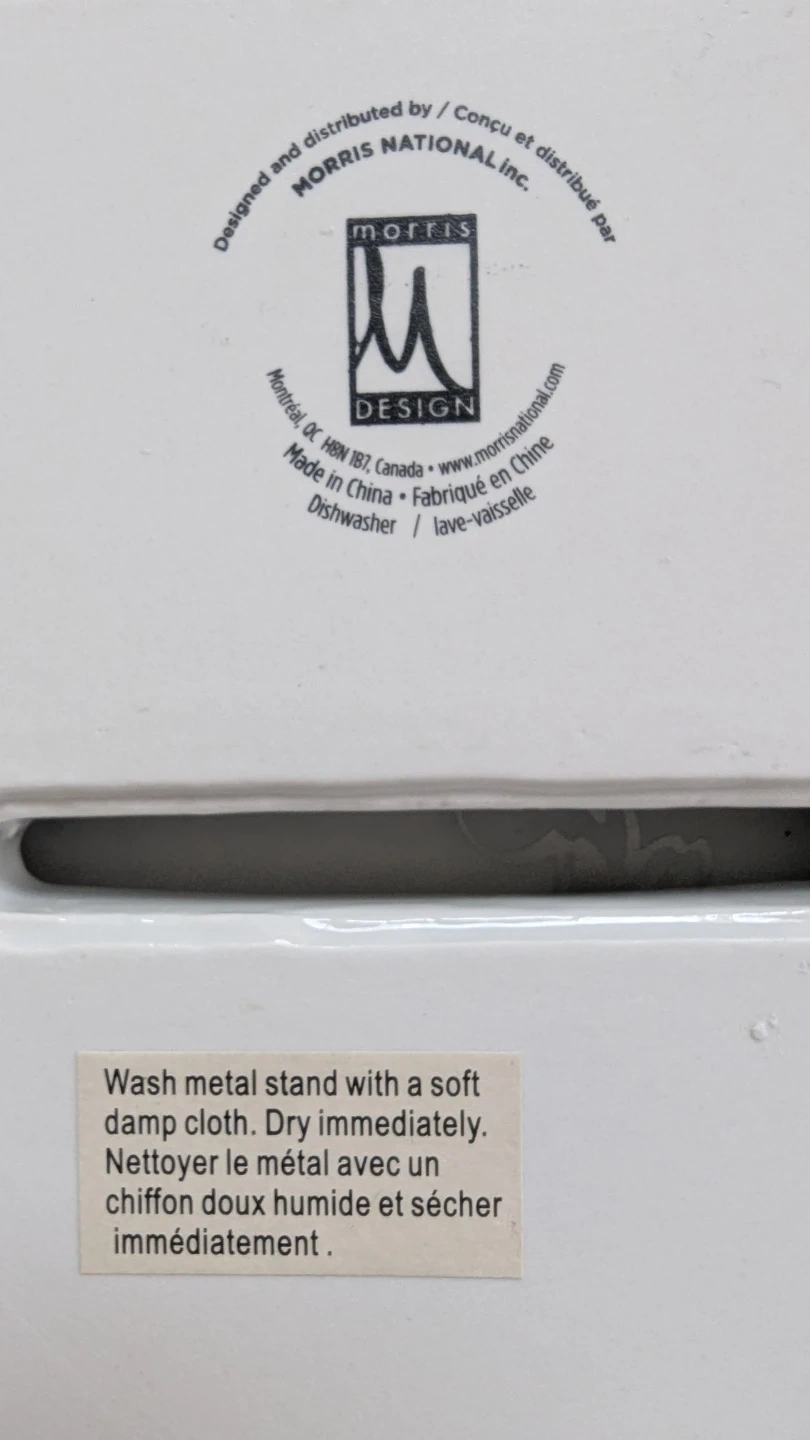 Designed and distributed by / Conçu et distribué par
MORRIS NATIONAL inc.
morris
M
DESIGN
Montréal, QC H8N 1B7, Canada • www.morrisnational.com
Made in China • Fabriqué en Chine
Dishwasher / lave-vaisselle
Wash metal stand with a soft
damp cloth. Dry immediately.
Nettoyer le métal avec un
chiffon doux humide et sécher
immédiatement .